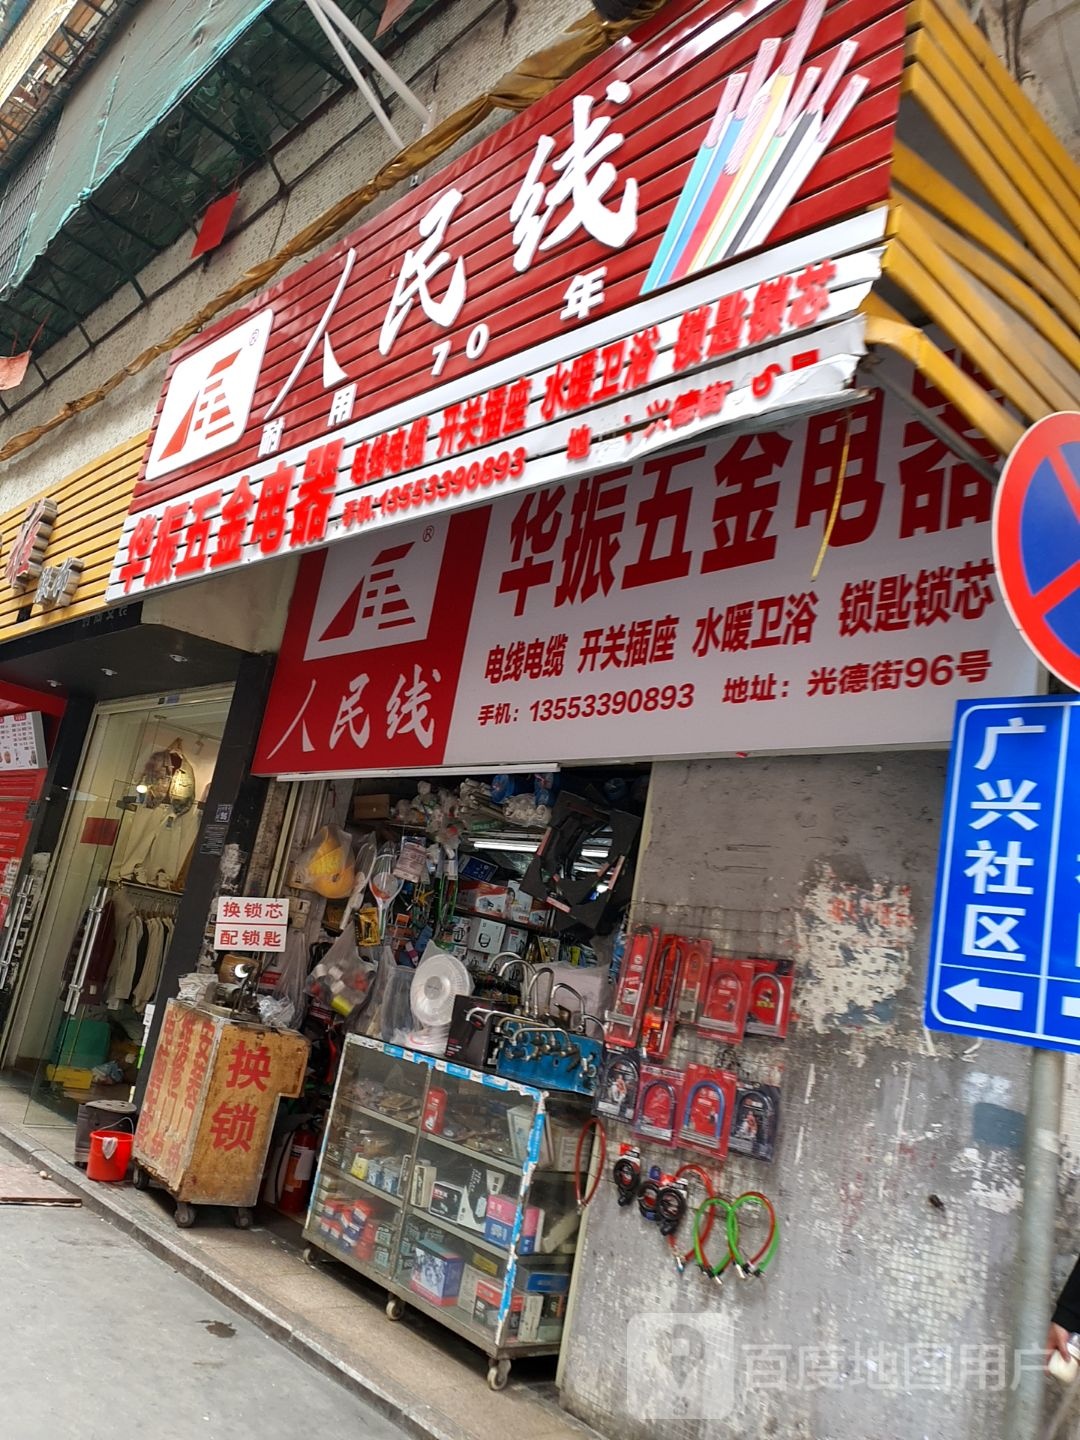 人民线
耐用70年
华振五金电器 电线电缆 开关插座 水暖卫浴 锁匙锁芯
手机:13553390893
华振五金电器
电线电缆 开关插座 水暖卫浴 锁匙锁芯
手机：13553390893 地址：光德街96号
人民线
换锁芯
配锁匙
换锁
广兴社区
百度地图用户